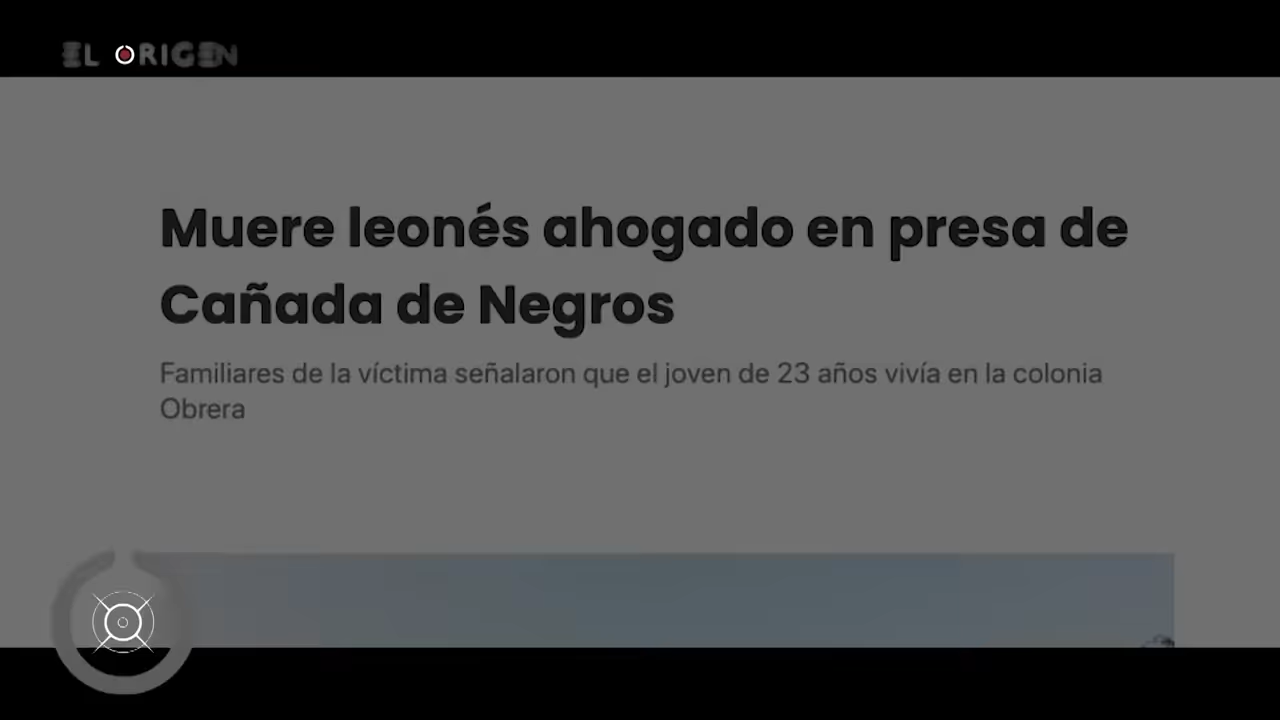 EL ORIGEN
Muere leonés ahogado en presa de
Cañada de Negros
Familiares de la víctima señalaron que el joven de 23 años vivía en la colonia
Obrera